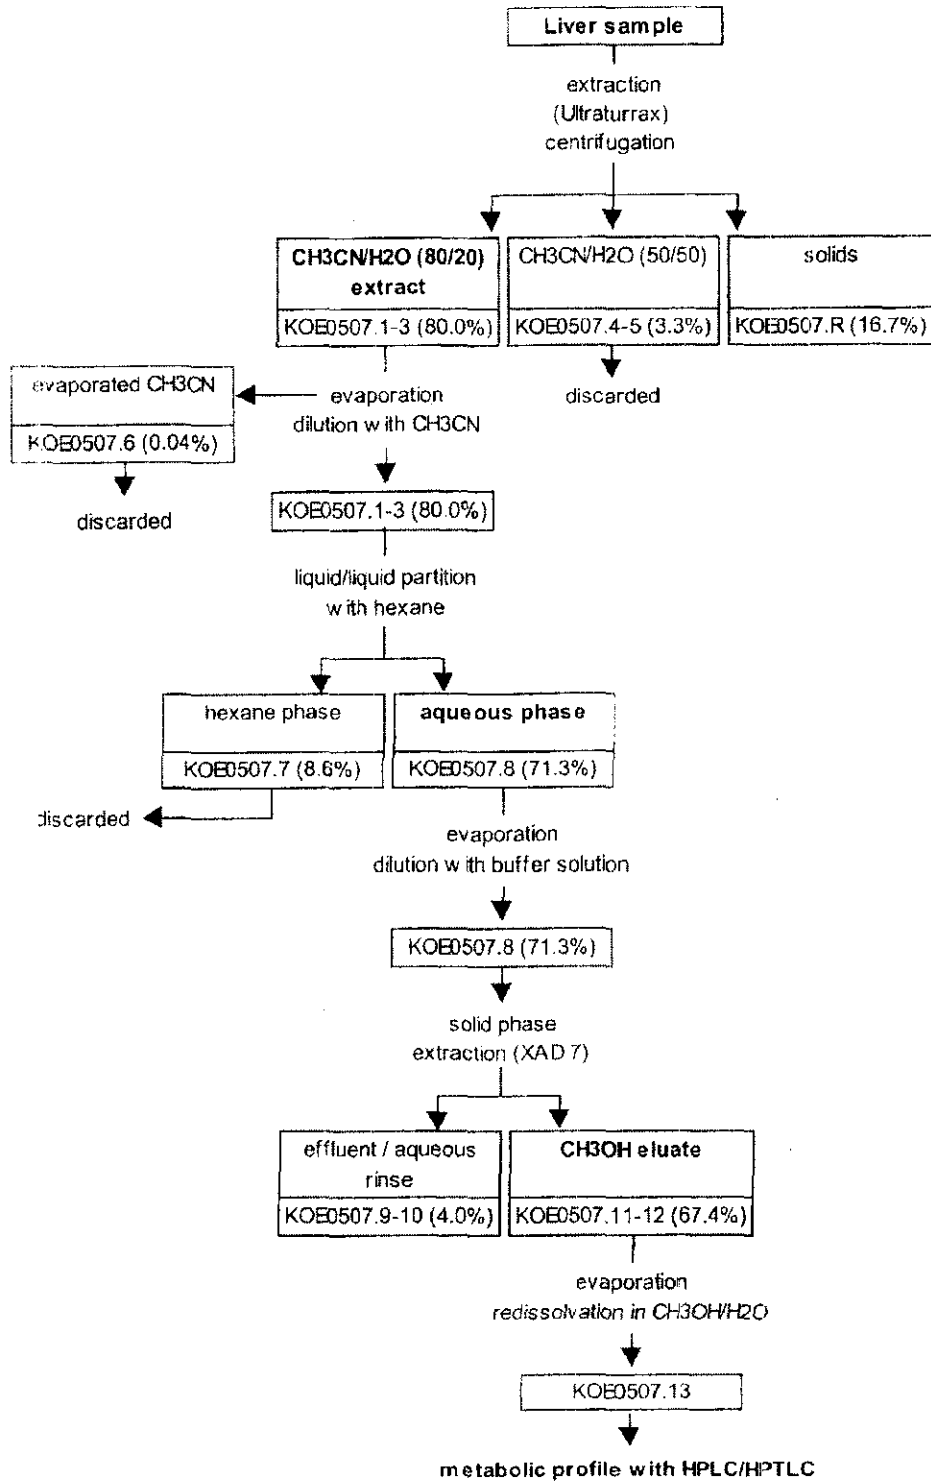 Liver sample
extraction
(Ultraturrax)
centrifugation
CH3CN/H2O (80/20)
extract
KOE0507.1-3 (80.0%)
CH3CN/H2O (50/50)
KOE0507.4-5 (3.3%)
solids
KOE0507.R (16.7%)
evaporated CH3CN
KOE0507.6 (0.04%)
discarded
evaporation
dilution with CH3CN
discarded
KOE0507.1-3 (80.0%)
liquid/liquid partition
with hexane
hexane phase
KOE0507.7 (8.6%)
aqueous phase
KOE0507.8 (71.3%)
discarded
evaporation
dilution with buffer solution
KOE0507.8 (71.3%)
solid phase
extraction (XAD 7)
effluent / aqueous
rinse
KOE0507.9-10 (4.0%)
CH3OH eluate
KOE0507.11-12 (67.4%)
evaporation
redissolvation in CH3OH/H2O
KOE0507.13
metabolic profile with HPLC/HPTLC